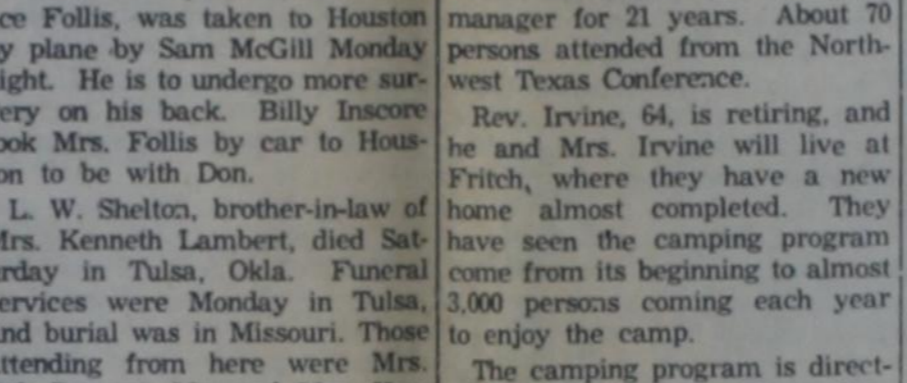 ce Follis, was taken to Houston
y plane by Sam McGill Monday
ight. He is to undergo more sur-
ery on his back. Billy Inscore
ook Mrs. Follis by car to Hous-
on to be with Don.
L. W. Shelton, brother-in-law of
Mrs. Kenneth Lambert, died Sat-
rday in Tulsa, Okla. Funeral
ervices were Monday in Tulsa,
nd burial was in Missouri. Those
ttending from here were Mrs.
manager for 21 years. About 70
persons attended from the North-
west Texas Conference.
Rev. Irvine, 64, is retiring, and
he and Mrs. Irvine will live at
Fritch, where they have a new
home almost completed. They
have seen the camping program
come from its beginning to almost
3,000 persons coming each year
to enjoy the camp.
The camping program is direct-